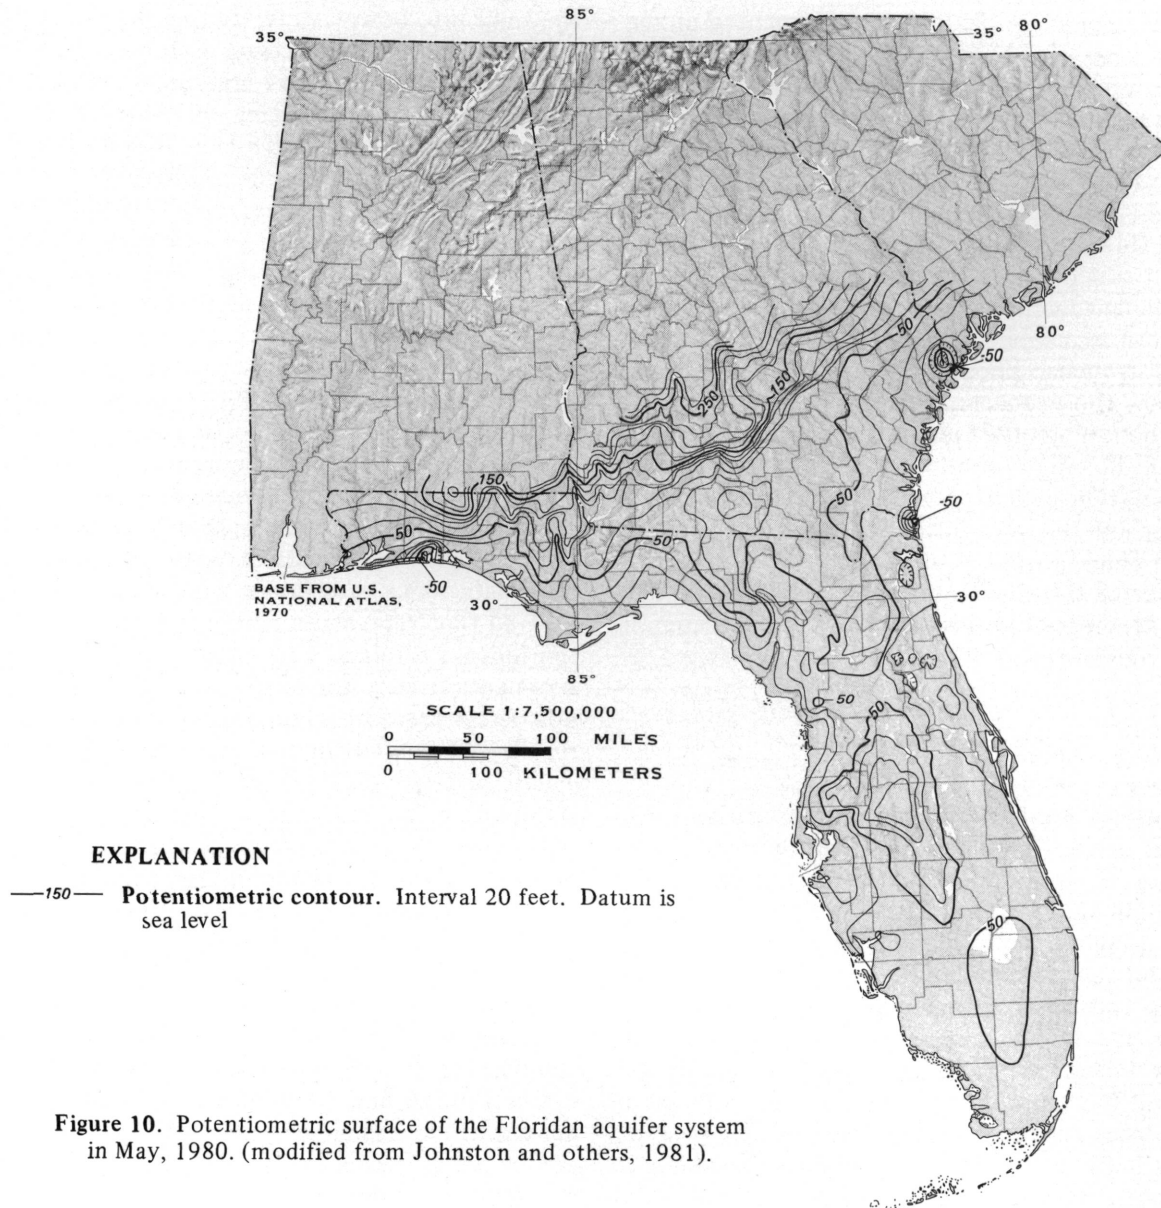 85°
35°
35°
80°
50
80°
-50
250
150
150
50
-50
50
50
-50
BASE FROM U.S.
NATIONAL ATLAS,
1970
30°
30°
85°
50
50
SCALE 1:7,500,000
0 50 100 MILES
0 100 KILOMETERS
EXPLANATION
—150— Potentiometric contour. Interval 20 feet. Datum is
sea level
50
Figure 10. Potentiometric surface of the Floridan aquifer system
in May, 1980. (modified from Johnston and others, 1981).